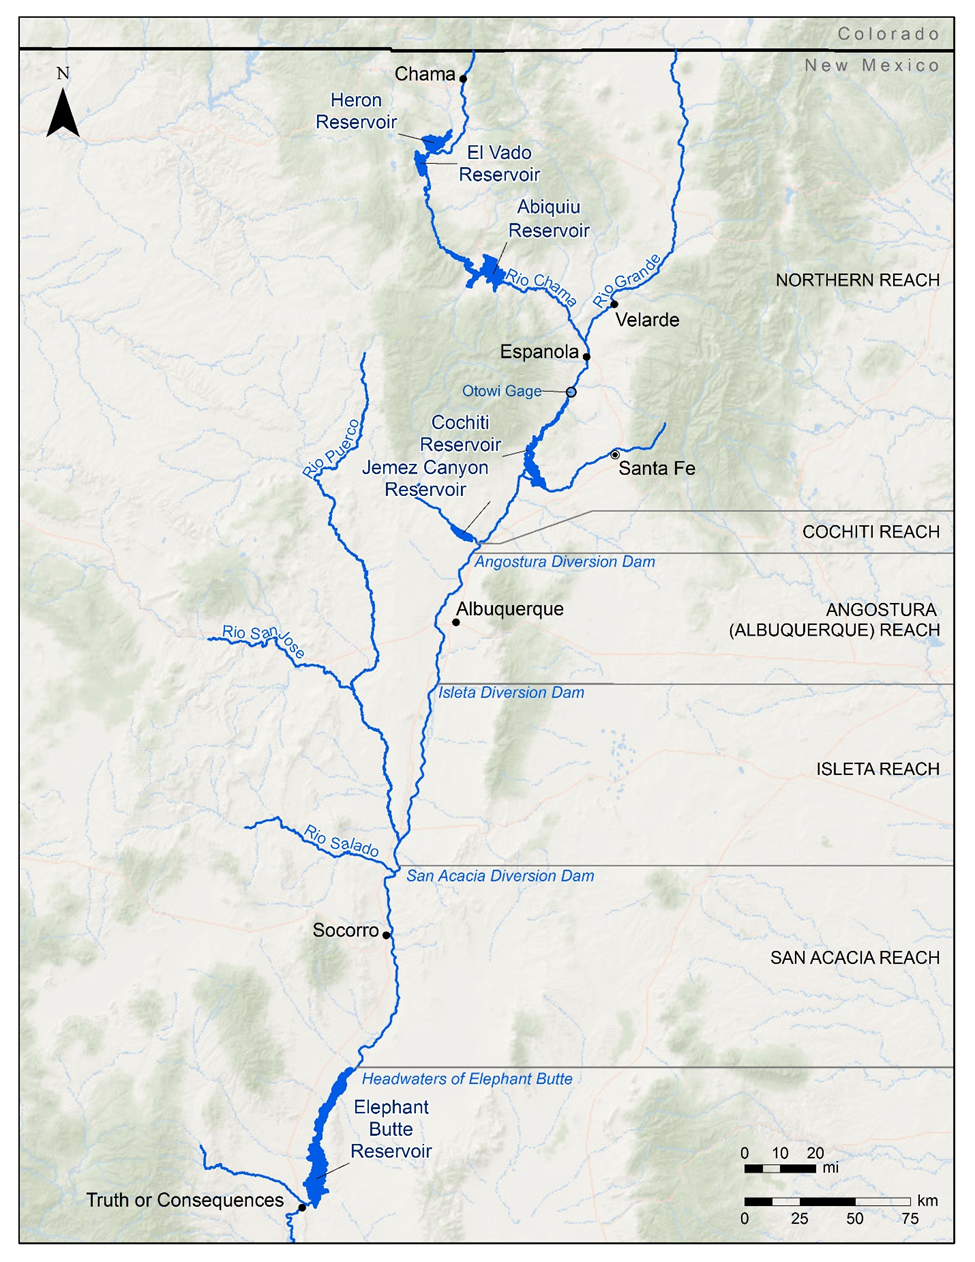 Colorado
New Mexico
N
Chama
Heron
Reservoir
El Vado
Reservoir
Abiquiu
Reservoir
Rio Chama
Rio Grande
NORTHERN REACH
Velarde
Espanola
Otowi Gage
Cochiti
Reservoir
Rio Puerco
Jemez Canyon
Reservoir
Santa Fe
COCHITI REACH
Angostura Diversion Dam
Albuquerque
ANGOSTURA
(ALBUQUERQUE) REACH
Rio San Jose
Isleta Diversion Dam
ISLETA REACH
Rio Salado
San Acacia Diversion Dam
Socorro
SAN ACACIA REACH
Headwaters of Elephant Butte
Elephant
Butte
Reservoir
Truth or Consequences
0 10 20
mi
km
0 25 50 75